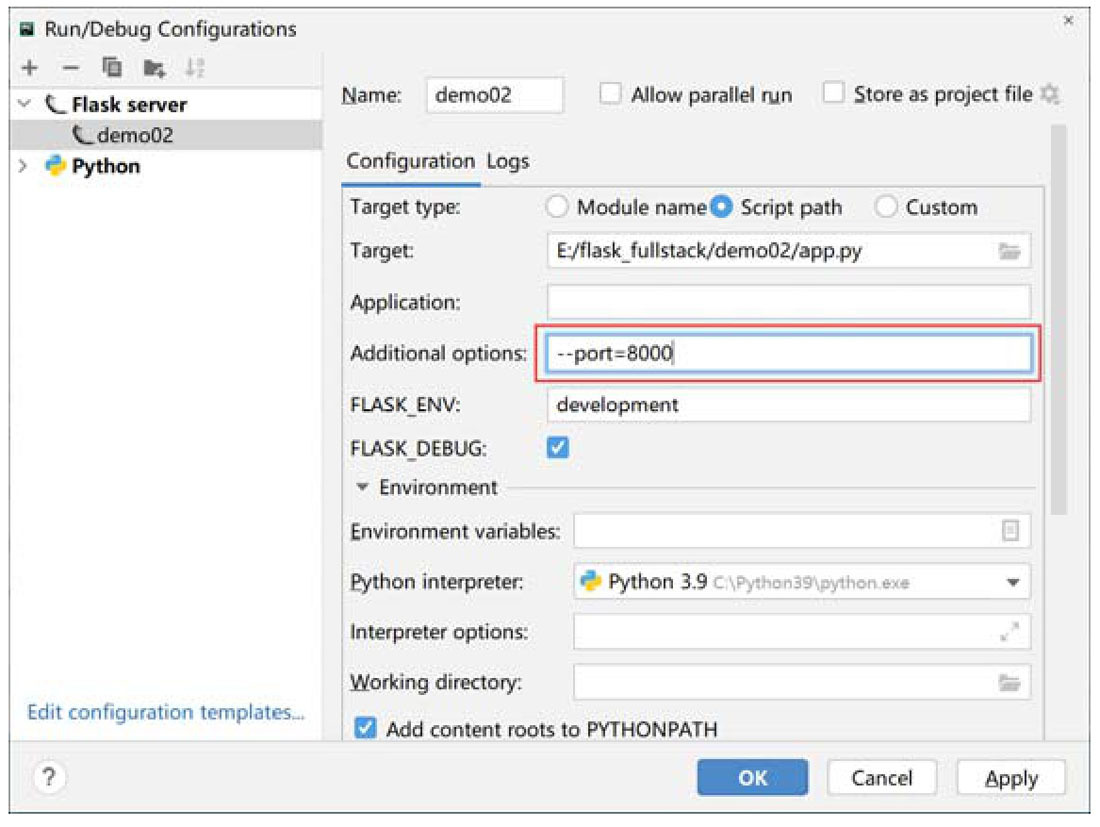 Run/Debug Configurations
Flask server
demo02
Python
Edit configuration templates...
Name: demo02 Allow parallel run Store as project file
Configuration Logs
Target type: Module name Script path Custom
Target: E:/flask_fullstack/demo02/app.py
Application:
Additional options: --port=8000
FLASK_ENV: development
FLASK_DEBUG:
Environment
Environment variables:
Python interpreter: Python 3.9 C:\Python39\python.exe
Interpreter options:
Working directory:
Add content roots to PYTHONPATH
? OK Cancel Apply